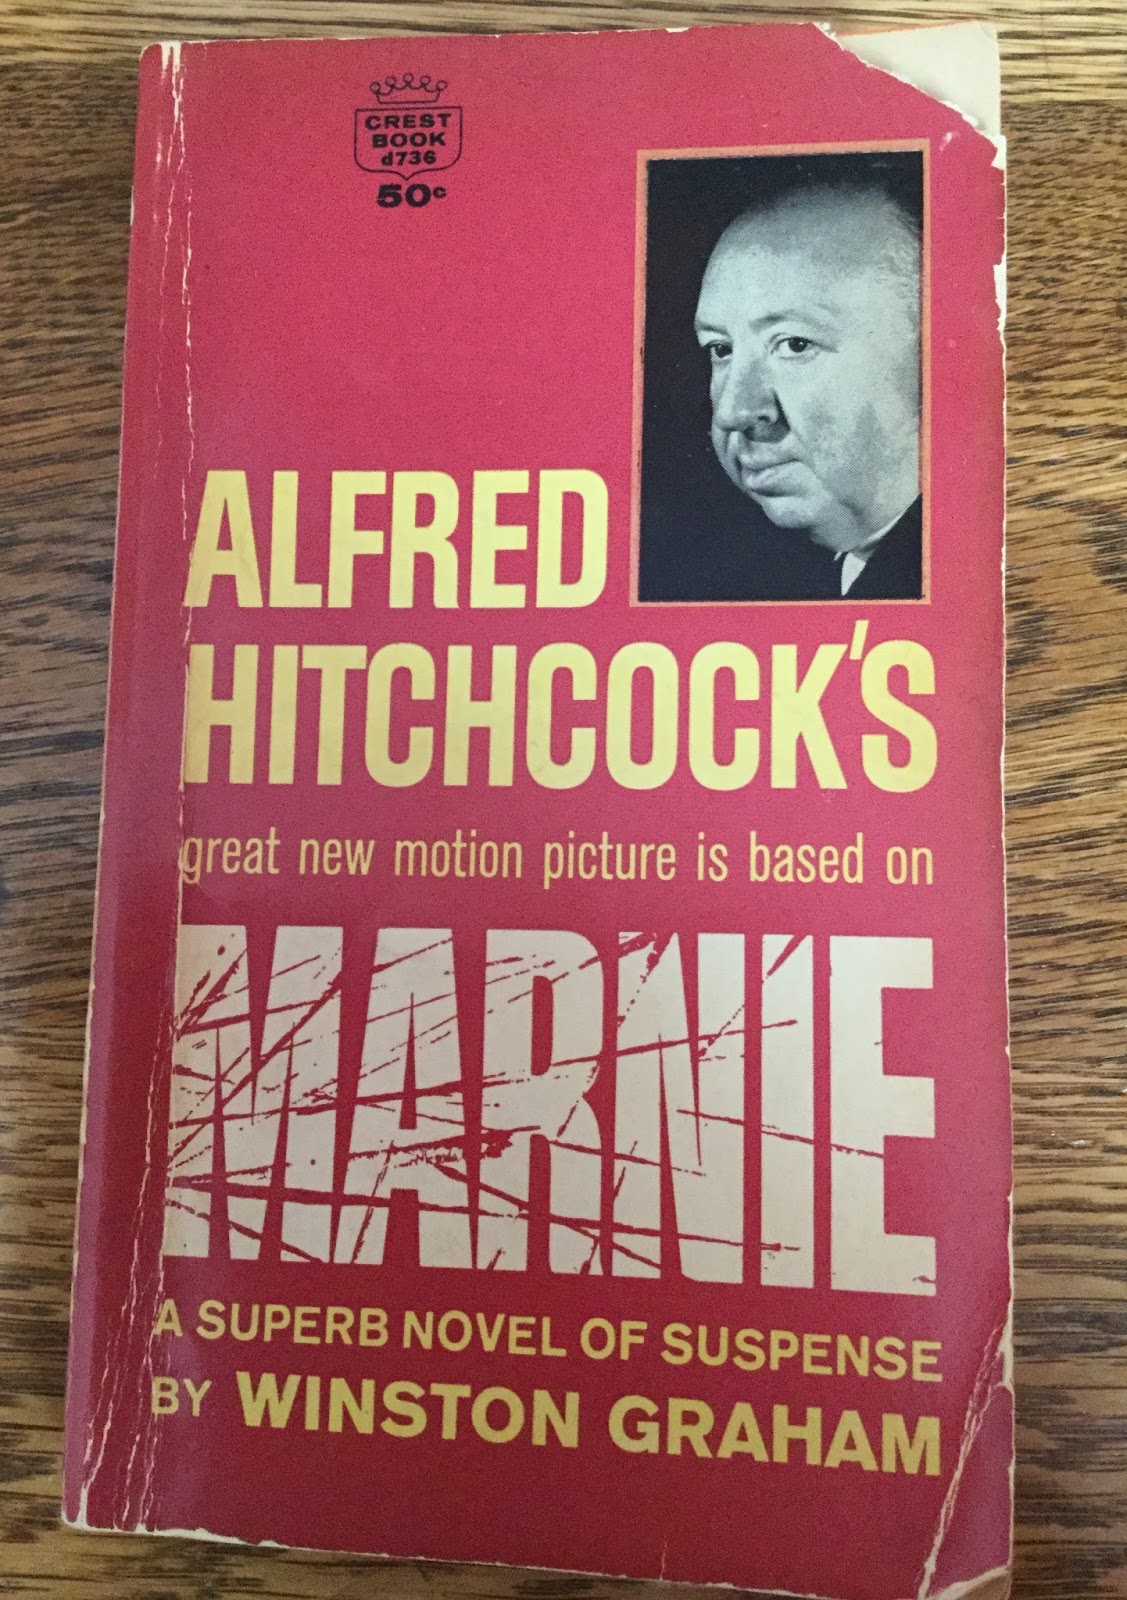 CREST
BOOK
d736
50c
ALFRED
HITCHCOCK'S
great new motion picture is based on
MARNIE
A SUPERB NOVEL OF SUSPENSE
BY WINSTON GRAHAM